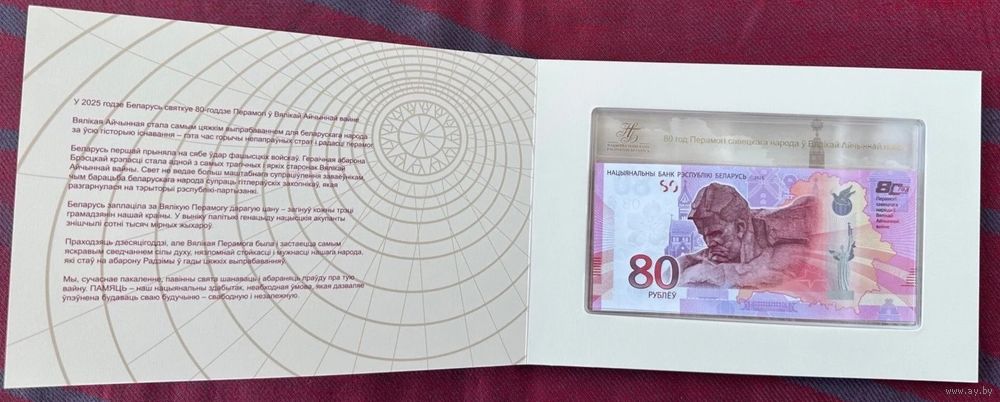 У 2025 годзе Беларусь святкуе 80-годдзе Перамогі ў Вялікай Айчыннай вайне.
Вялікая Айчынная стала самым цяжкім выпрабаваннем для беларускага народа
за ўсю гісторыю існавання – гэта час горычы непапраўных страт і радасці перамог.
Беларусь першай прыняла на сябе ўдар фашысцкіх войскаў. Гераічная абарона
Брэсцкай крэпасці стала адной з самых трагічных і яркіх старонак Вялікай
Айчыннай вайны. Свет не ведае больш маштабнага супраціўлення заваёўнікам,
чым барацьба беларускага народа супраць гітлераўскіх захопнікаў, якая
разгарнулася на тэрыторыі рэспублікі-партызанкі.
Беларусь заплаціла за Вялікую Перамогу дарагую цану – загінуў кожны трэці
грамадзянін нашай краіны. У выніку палітыкі генацыду нацысцкія акупанты
знішчылі сотні тысяч мірных жыхароў.
Праходзяць дзесяцігоддзі, але Вялікая Перамога была і застаецца самым
яскравым сведчаннем сілы духу, нязломнай стойкасці і мужнасці нашага народа,
які стаў на абарону Радзімы ў гады цяжкіх выпрабаванняў.
Мы, сучаснае пакаленне, павінны свята шанаваць і абараняць праўду пра тую
вайну. ПАМЯЦЬ – наш нацыянальны здабытак, неабходная ўмова, якая дазваляе
ўпэўнена будаваць сваю будучыню – свабодную і незалежную.
80 год Перамогі савецкага народа ў Вялікай Айчыннай вайне
НАЦЫЯНАЛЬНЫ БАНК РЭСПУБЛІКІ БЕЛАРУСЬ
80
Перамогі
савецкага
народа ў
Вялікай
Айчыннай
вайне
80
РУБЛЁЎ
www.ay.by